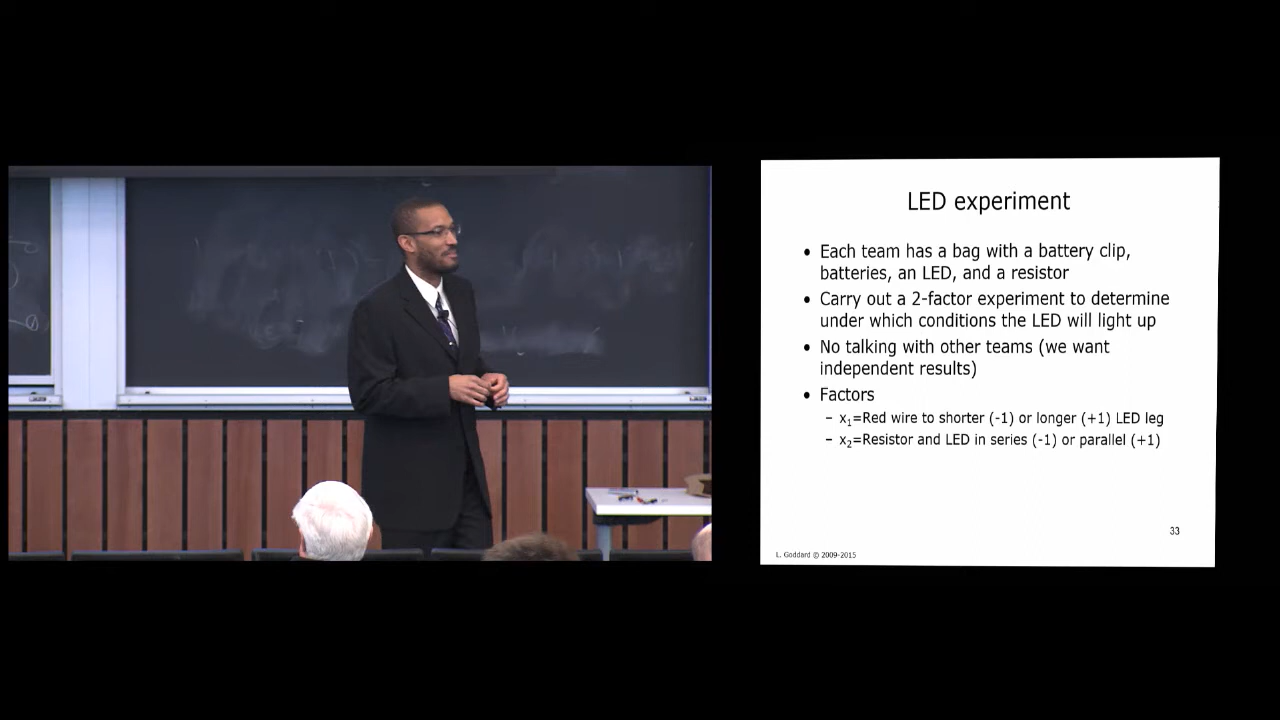 LED experiment
• Each team has a bag with a battery clip,
batteries, an LED, and a resistor
• Carry out a 2-factor experiment to determine
under which conditions the LED will light up
• No talking with other teams (we want
independent results)
• Factors
– x₁=Red wire to shorter (-1) or longer (+1) LED leg
– x₂=Resistor and LED in series (-1) or parallel (+1)
33
L. Goddard © 2009-2015